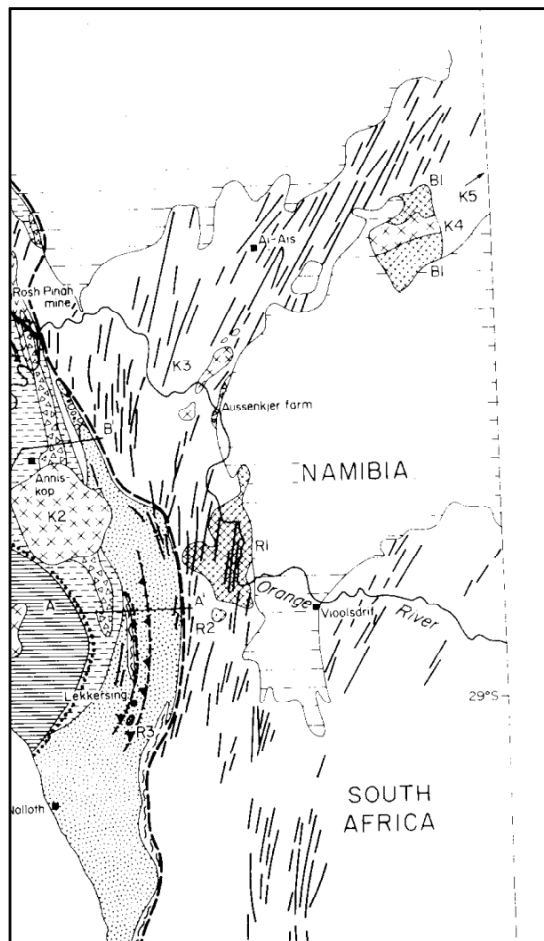 BI
K5
K4
BI
Ai-Ais
Rosh Pinah
mine
K3
Aussenkjer farm
B'
Annis-
kop
NAMIBIA
K2
R1
Orange
River
Vioolsdrif
A
A'
R2
Lekkersing
29°S
R3
SOUTH
AFRICA
Nolloth